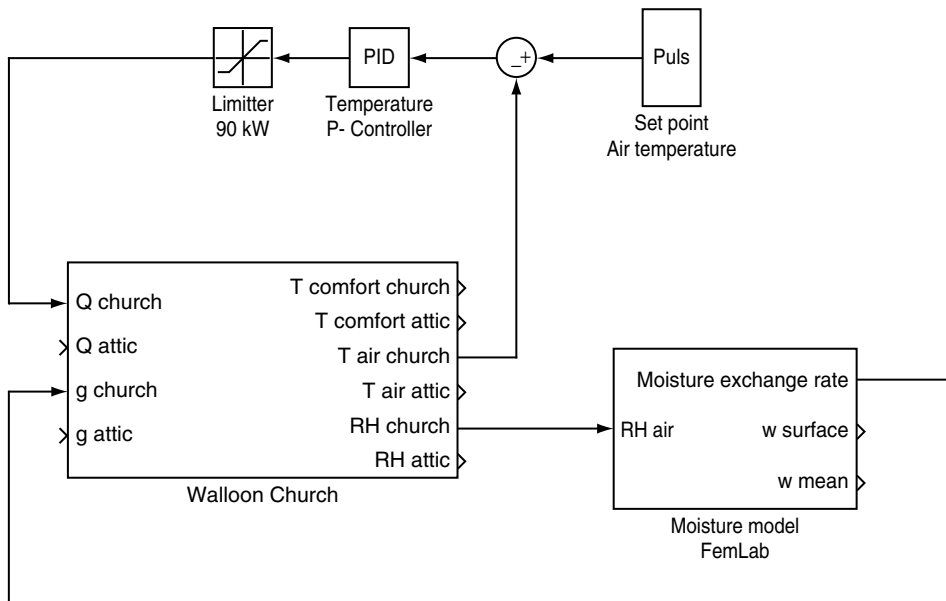 PID
_+
Puls
Limitter
90 kW
Temperature
P- Controller
Set point
Air temperature
Q church
Q attic
g church
g attic
T comfort church
T comfort attic
T air church
T air attic
RH church
RH attic
Walloon Church
Moisture exchange rate
RH air
w surface
w mean
Moisture model
FemLab